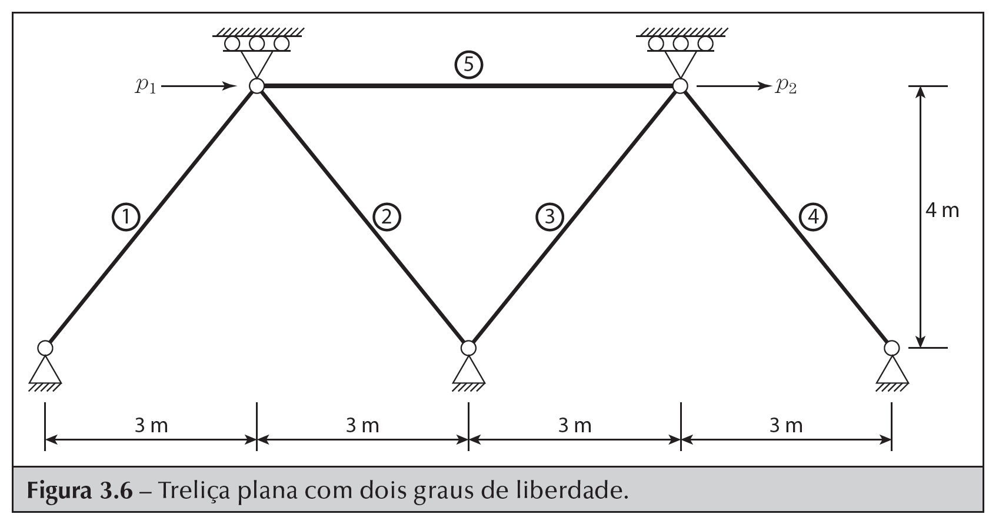 5
p1
p2
1
2
3
4
4 m
3 m
3 m
3 m
3 m
Figura 3.6 – Treliça plana com dois graus de liberdade.